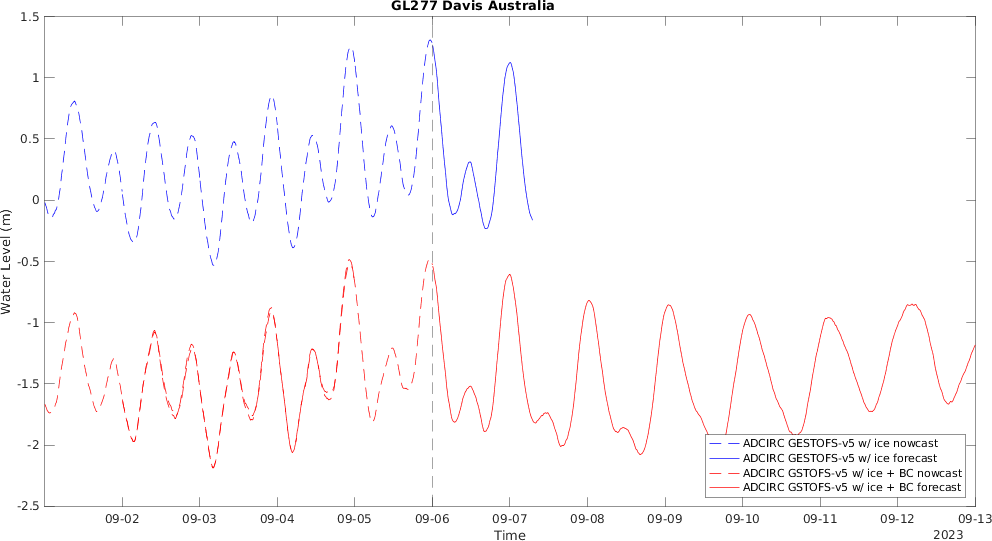 GL277 Davis Australia
1.5
1
0.5
0
-0.5
-1
-1.5
-2
-2.5
Water Level (m)
ADCIRC GESTOFS-v5 w/ ice nowcast
ADCIRC GESTOFS-v5 w/ ice forecast
ADCIRC GSTOFS-v5 w/ ice + BC nowcast
ADCIRC GSTOFS-v5 w/ ice + BC forecast
09-02 09-03 09-04 09-05 09-06 09-07 09-08 09-09 09-10 09-11 09-12 09-13
Time
2023